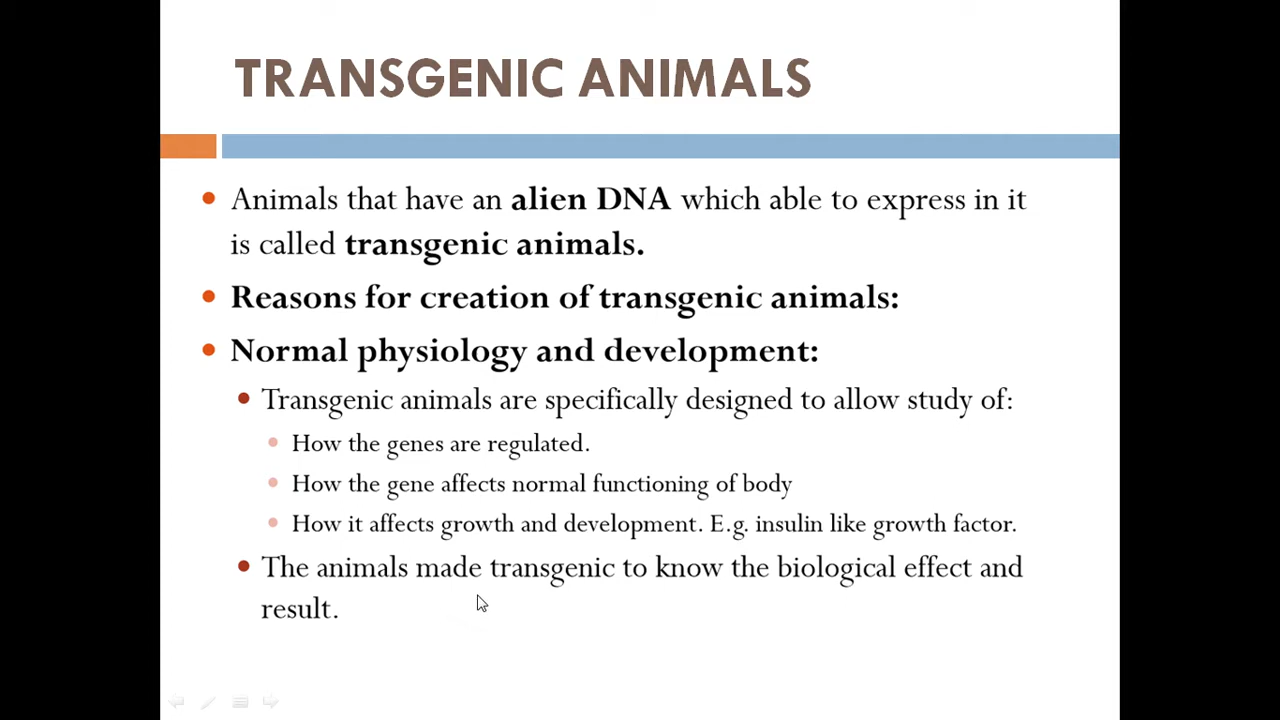 TRANSGENIC ANIMALS
Animals that have an alien DNA which able to express in it
is called transgenic animals.
Reasons for creation of transgenic animals:
Normal physiology and development:
Transgenic animals are specifically designed to allow study of:
How the genes are regulated.
How the gene affects normal functioning of body
How it affects growth and development. E.g. insulin like growth factor.
The animals made transgenic to know the biological effect and
result.